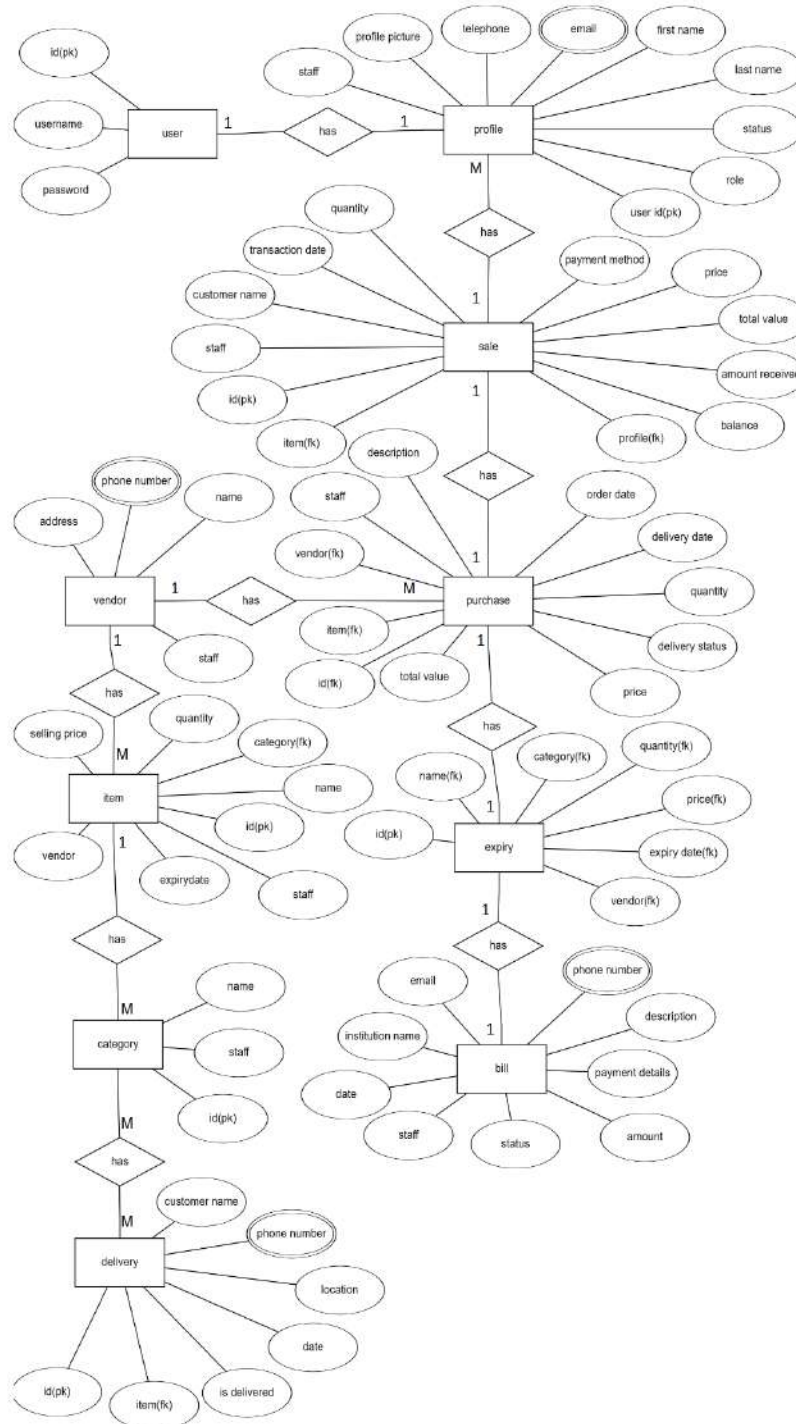 telephone
email
first name
profile picture
id(pk)
staff
last name
username
user
1
has
1
profile
status
password
M
role
quantity
user id(pk)
transaction date
has
payment method
price
customer name
1
total value
staff
sale
amount received
id(pk)
1
balance
item(fk)
profile(fk)
description
phone number
name
staff
has
order date
address
vendor(fk)
delivery date
vendor
1
has
M
1
purchase
quantity
item(fk)
1
staff
1
delivery status
id(fk)
total value
price
has
selling price
quantity
has
M
category(fk)
category(fk)
quantity(fk)
name(fk)
item
name
price(fk)
id(pk)
id(pk)
1
expiry
1
expiry date(fk)
vendor
expirydate
staff
vendor(fk)
1
has
has
name
email
phone number
M
1
description
category
staff
institution name
bill
payment details
id(pk)
date
M
staff
status
amount
has
customer name
M
phone number
delivery
location
date
id(pk)
item(fk)
is delivered